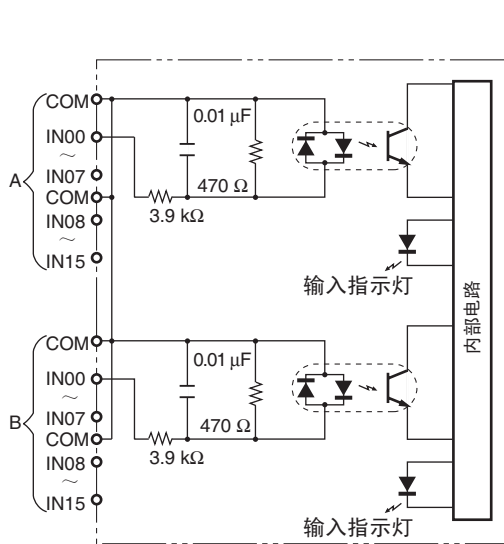 COM
IN00
~
IN07
COM
IN08
~
IN15
A
0.01 μF
470 Ω
3.9 kΩ
输入指示灯
内部电路
COM
IN00
~
IN07
COM
IN08
~
IN15
B
0.01 μF
470 Ω
3.9 kΩ
输入指示灯